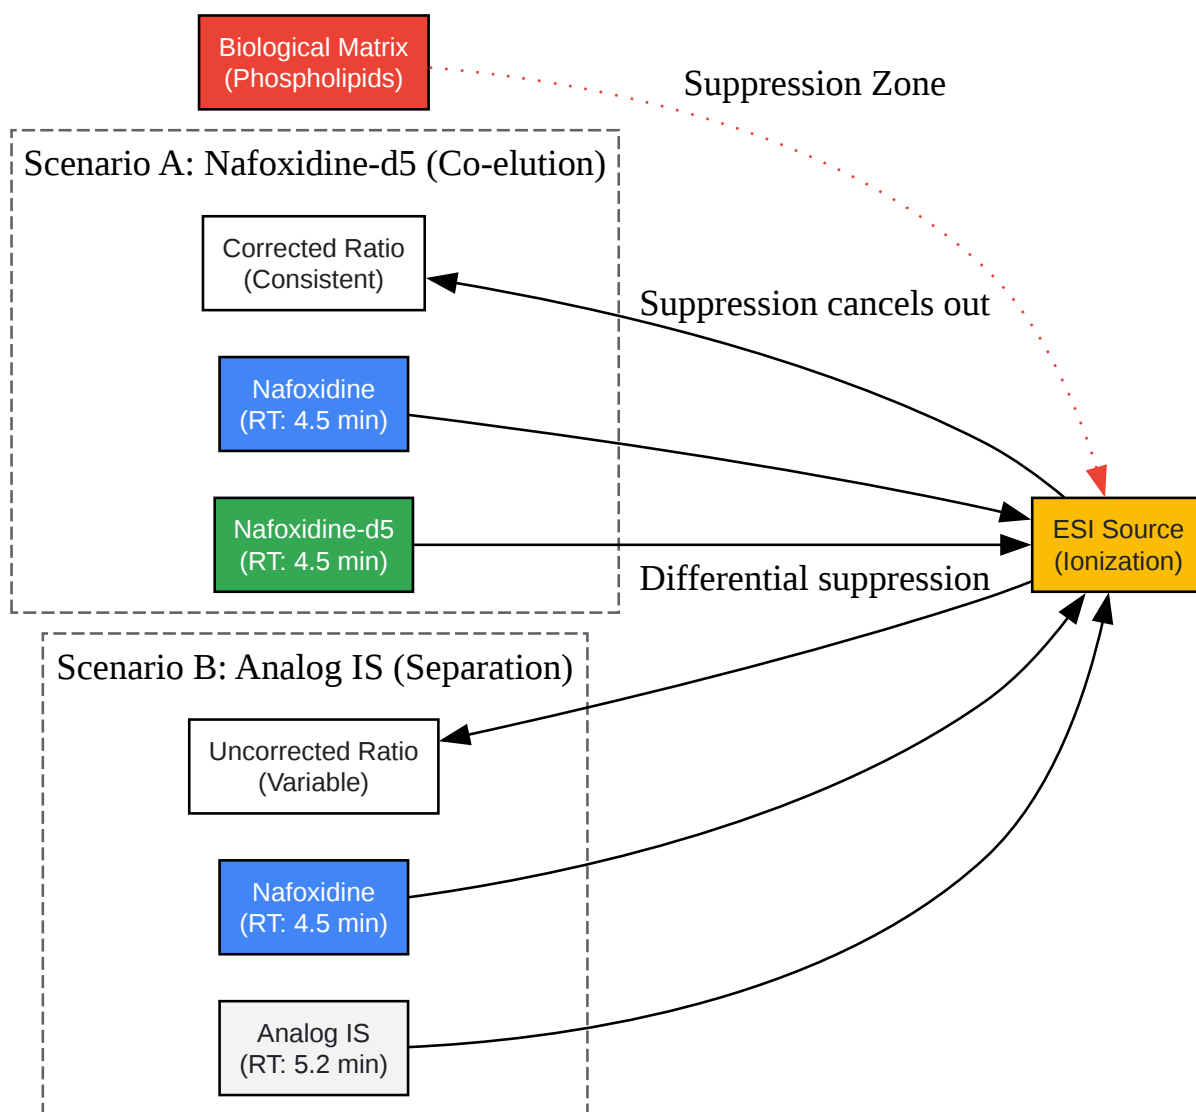 Biological Matrix
(Phospholipids)
Suppression Zone
Scenario A: Nafoxidine-d5 (Co-elution)
Corrected Ratio
(Consistent)
Suppression cancels out
Nafoxidine
(RT: 4.5 min)
Nafoxidine-d5
(RT: 4.5 min)
ESI Source
(Ionization)
Differential suppression
Scenario B: Analog IS (Separation)
Uncorrected Ratio
(Variable)
Nafoxidine
(RT: 4.5 min)
Analog IS
(RT: 5.2 min)